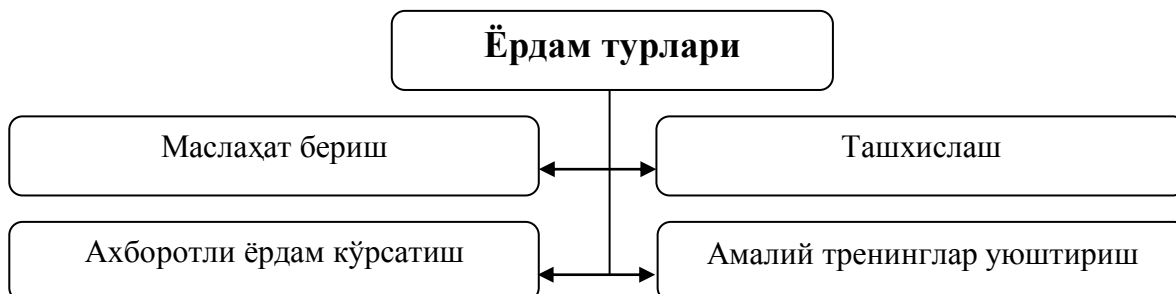 Ёрдам турлари
Маслаҳат бериш
Ташхислаш
Ахборотли ёрдам кўрсатиш
Амалий тренинглар уюштириш